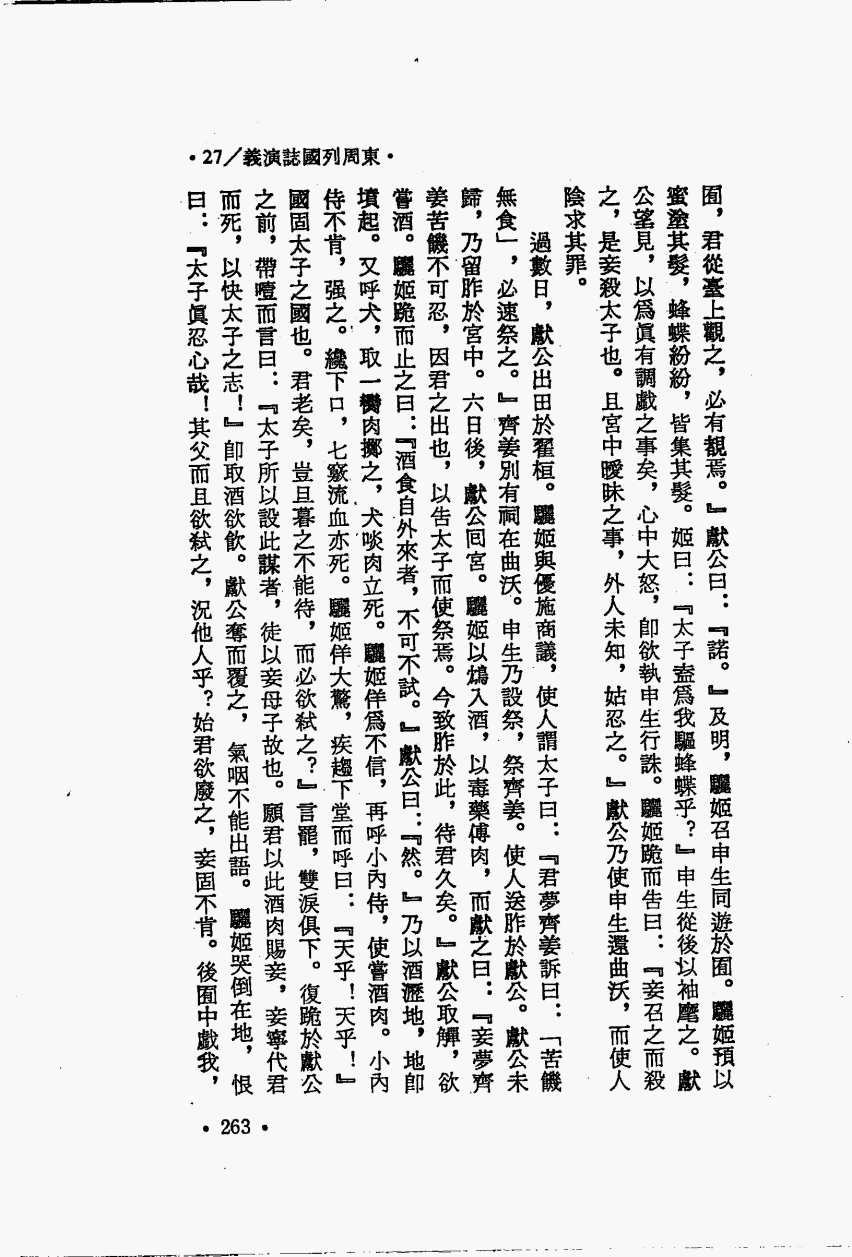 ·東周列國誌演義/27·
囿，君從臺上觀之，必有覩焉。』獻公曰：『諾。』及明，驪姬召申生同遊於囿。驪姬預以
蜜塗其髮，蜂蝶紛紛，皆集其髮。姬曰：『太子盍爲我驅蜂蝶乎？』申生從後以袖麾之。獻
公望見，以爲眞有調戲之事矣，心中大怒，卽欲執申生行誅。驪姬跪而告曰：『妾召之而殺
之，是妾殺太子也。且宮中曖昧之事，外人未知，姑忍之。』獻公乃使申生還曲沃，而使人
陰求其罪。
過數日，獻公出田於翟桓。驪姬與優施商議，使人謂太子曰：『君夢齊姜訴曰：「苦饑
無食」，必速祭之。』齊姜別有祠在曲沃。申生乃設祭，祭齊姜。使人送胙於獻公。獻公未
歸，乃留胙於宮中。六日後，獻公回宮。驪姬以鴆入酒，以毒藥傅肉，而獻之曰：『妾夢齊
姜苦饑不可忍，因君之出也，以告太子而使祭焉。今致胙於此，待君久矣。』獻公取觶，欲
嘗酒。驪姬跪而止之曰：『酒食自外來者，不可不試。』獻公曰：『然。』乃以酒瀝地，地卽
墳起。又呼犬，取一臠肉擲之，犬啖肉立死。驪姬佯爲不信，再呼小內侍，使嘗酒肉。小內
侍不肯，强之。纔下口，七竅流血亦死。驪姬佯大驚，疾趨下堂而呼曰：『天乎！天乎！』
國固太子之國也。君老矣，豈旦暮之不能待，而必欲弒之？』言罷，雙淚俱下。復跪於獻公
之前，帶噎而言曰：『太子所以設此謀者，徒以妾母子故也。願君以此酒肉賜妾，妾寧代君
而死，以快太子之志！』卽取酒欲飲。獻公奪而覆之，氣咽不能出語。驪姬哭倒在地，恨
曰：『太子眞忍心哉！其父而且欲弒之，況他人乎？始君欲廢之，妾固不肯。後囿中戲我，
·263·